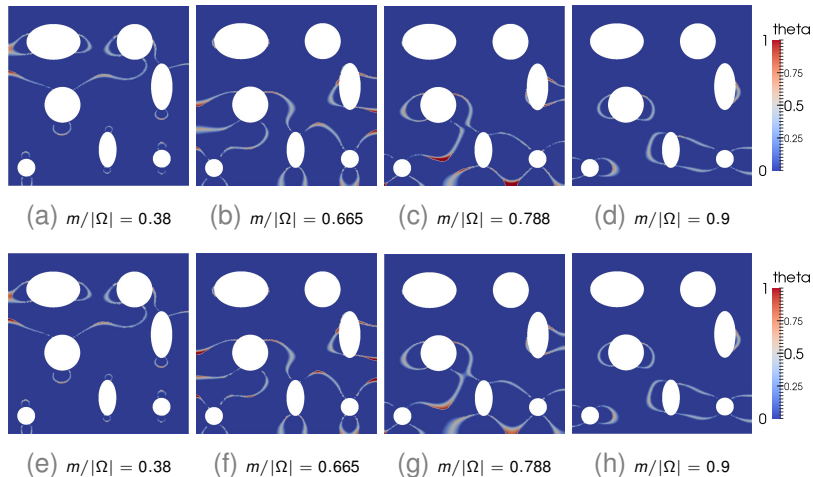 theta
1
0.75
0.5
0.25
0
(a) m/|Ω| = 0.38
(b) m/|Ω| = 0.665
(c) m/|Ω| = 0.788
(d) m/|Ω| = 0.9
theta
1
0.75
0.5
0.25
0
(e) m/|Ω| = 0.38
(f) m/|Ω| = 0.665
(g) m/|Ω| = 0.788
(h) m/|Ω| = 0.9